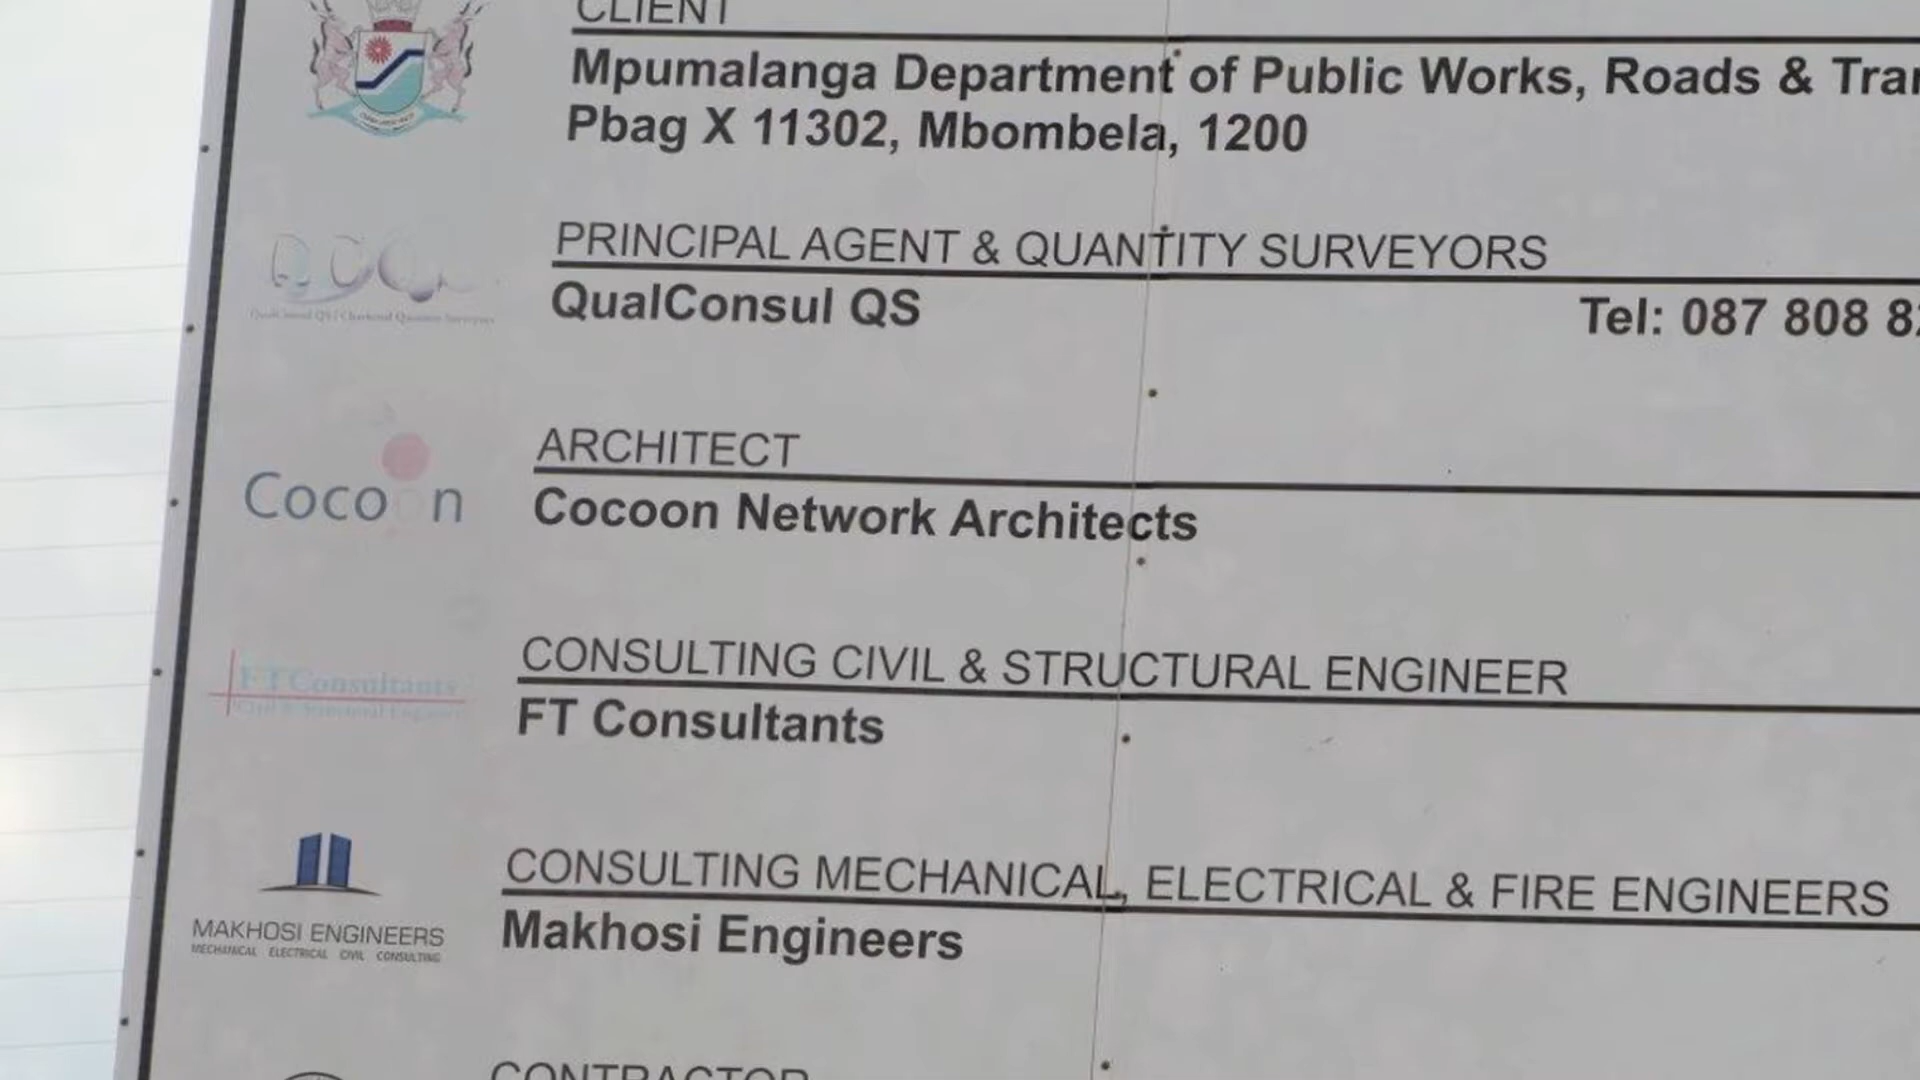 CLIENT
Mpumalanga Department of Public Works, Roads &
Pbag X 11302, Mbombela, 1200
PRINCIPAL AGENT & QUANTITY SURVEYORS
QualConsul QS
Tel: 087 808
ARCHITECT
Cocoon
Cocoon Network Architects
CONSULTING CIVIL & STRUCTURAL ENGINEER
FT Consultants
FT Consultants
CONSULTING MECHANICAL, ELECTRICAL & FIRE ENGINEERS
Makhosi Engineers
MAKHOSI ENGINEERS
MECHANICAL ELECTRICAL CIVIL CONSULTING
CONTRACTOR